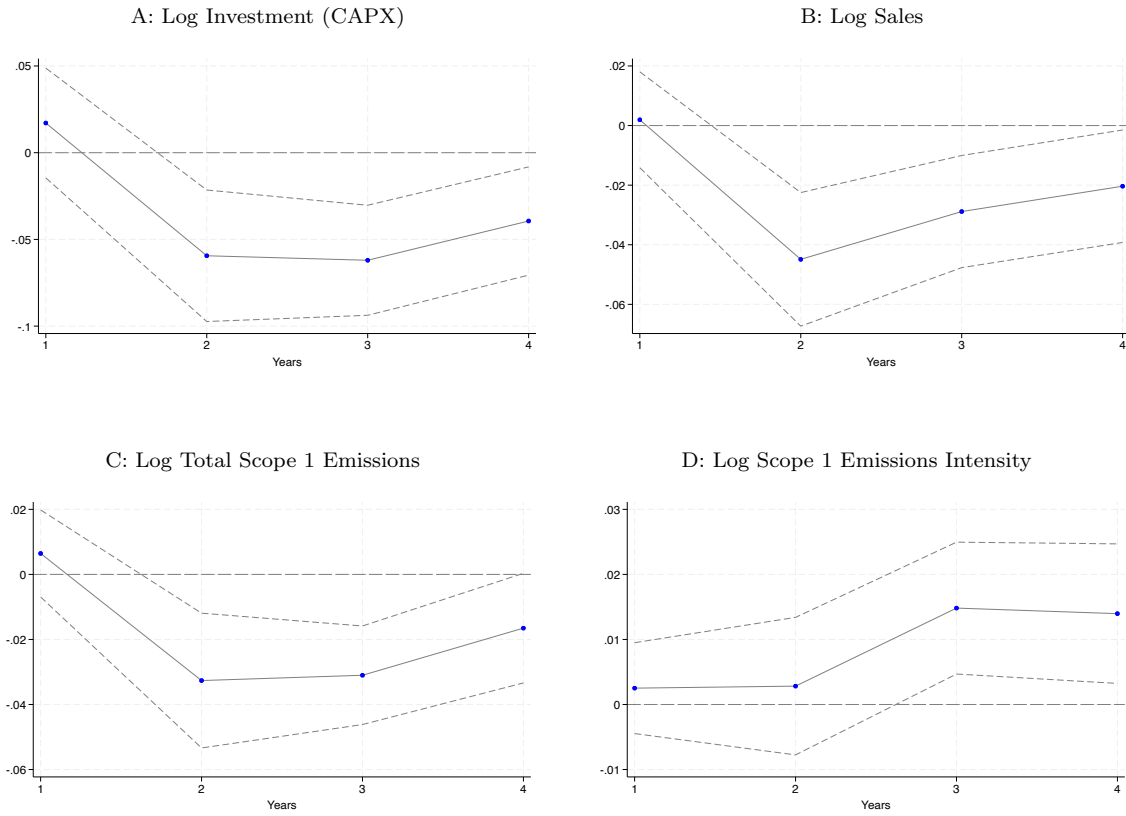 A: Log Investment (CAPX)
.05
0
-.05
-.1
1 2 3 4
Years
B: Log Sales
.02
0
-.02
-.04
-.06
1 2 3 4
Years
C: Log Total Scope 1 Emissions
.02
0
-.02
-.04
-.06
1 2 3 4
Years
D: Log Scope 1 Emissions Intensity
.03
.02
.01
0
-.01
1 2 3 4
Years